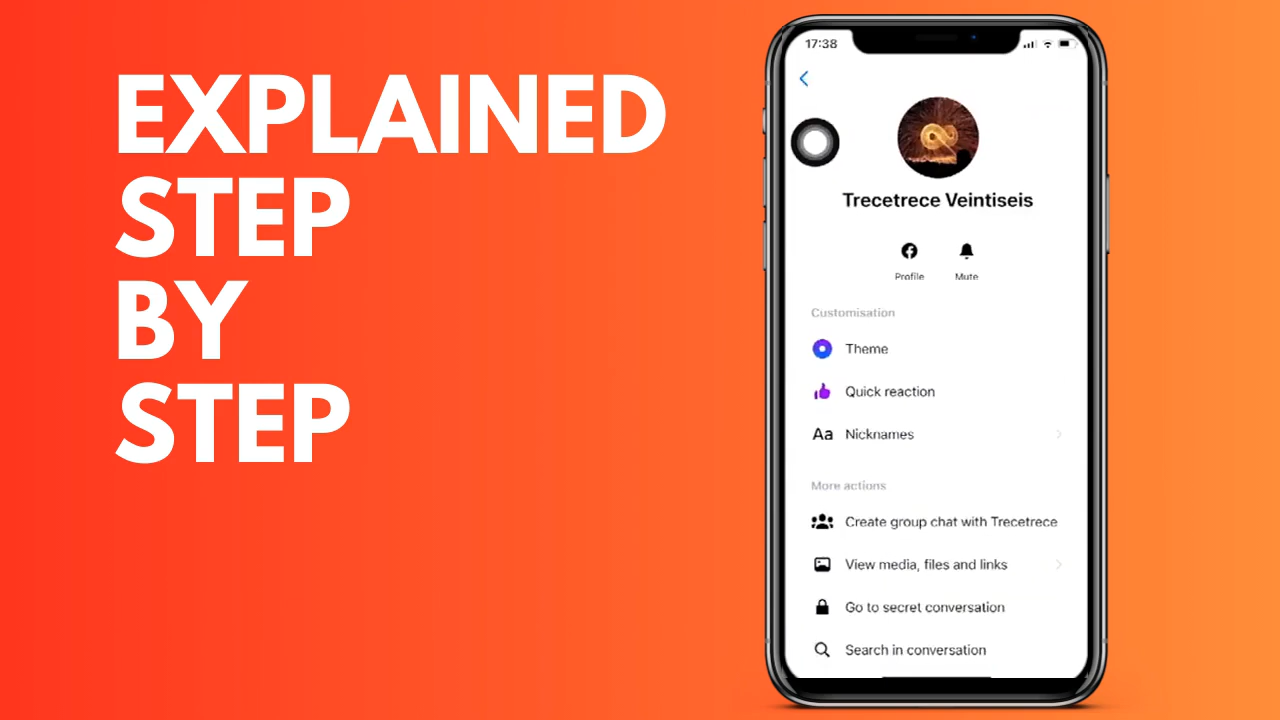 EXPLAINED
STEP
BY
STEP
17:38
Trecetrece Veintiseis
Profile Mute
Customisation
Theme
Quick reaction
Aa Nicknames
More actions
Create group chat with Trecetrece
View media, files and links
Go to secret conversation
Search in conversation